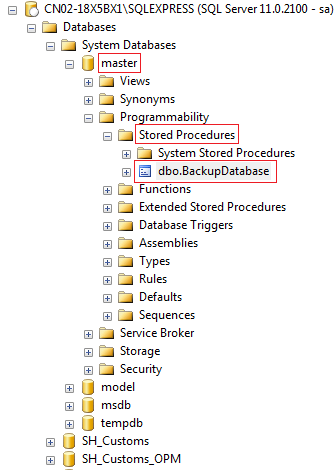 CN02-18X5BX1\SQLEXPRESS (SQL Server 11.0.2100 - sa)
Databases
System Databases
master
Views
Synonyms
Programmability
Stored Procedures
System Stored Procedures
dbo.BackupDatabase
Functions
Extended Stored Procedures
Database Triggers
Assemblies
Types
Rules
Defaults
Sequences
Service Broker
Storage
Security
model
msdb
tempdb
SH_Customs
SH_Customs_OPM